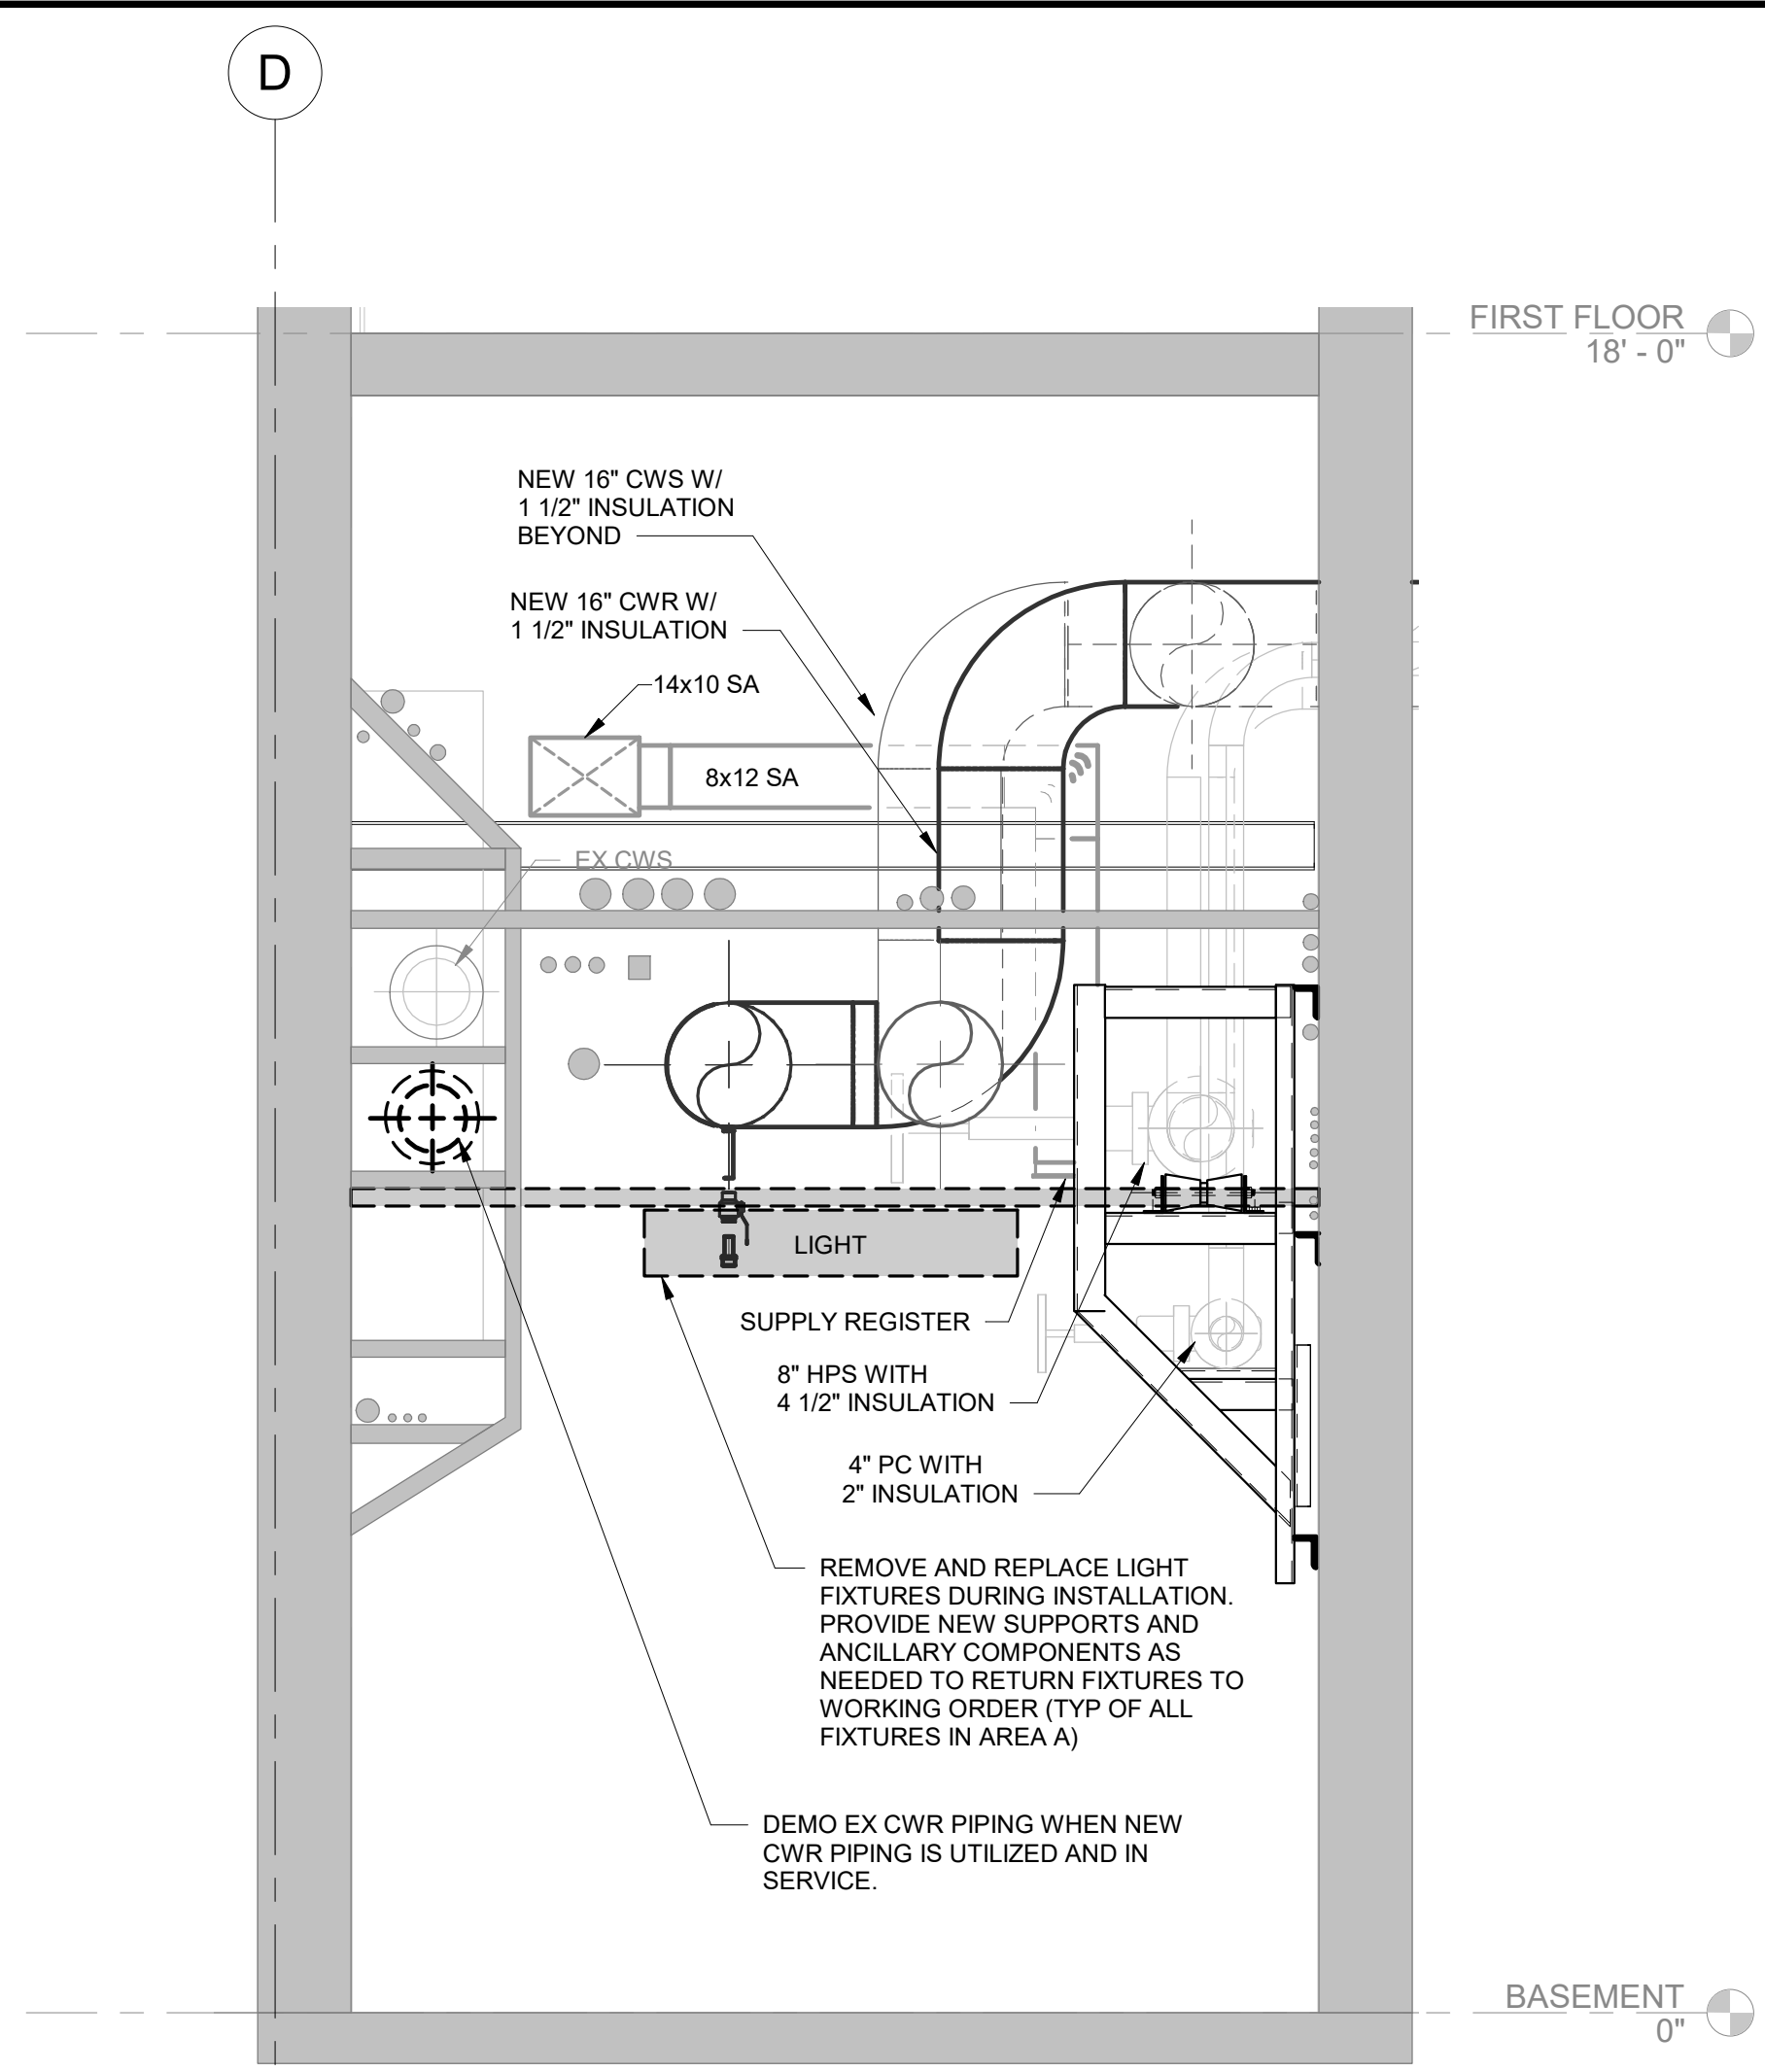 D
FIRST FLOOR
18' - 0"
NEW 16" CWS W/
1 1/2" INSULATION
BEYOND
NEW 16" CWR W/
1 1/2" INSULATION
14x10 SA
8x12 SA
EX CWS
LIGHT
SUPPLY REGISTER
8" HPS WITH
4 1/2" INSULATION
4" PC WITH
2" INSULATION
REMOVE AND REPLACE LIGHT
FIXTURES DURING INSTALLATION.
PROVIDE NEW SUPPORTS AND
ANCILLARY COMPONENTS AS
NEEDED TO RETURN FIXTURES TO
WORKING ORDER (TYP OF ALL
FIXTURES IN AREA A)
DEMO EX CWR PIPING WHEN NEW
CWR PIPING IS UTILIZED AND IN
SERVICE.
BASEMENT
0"